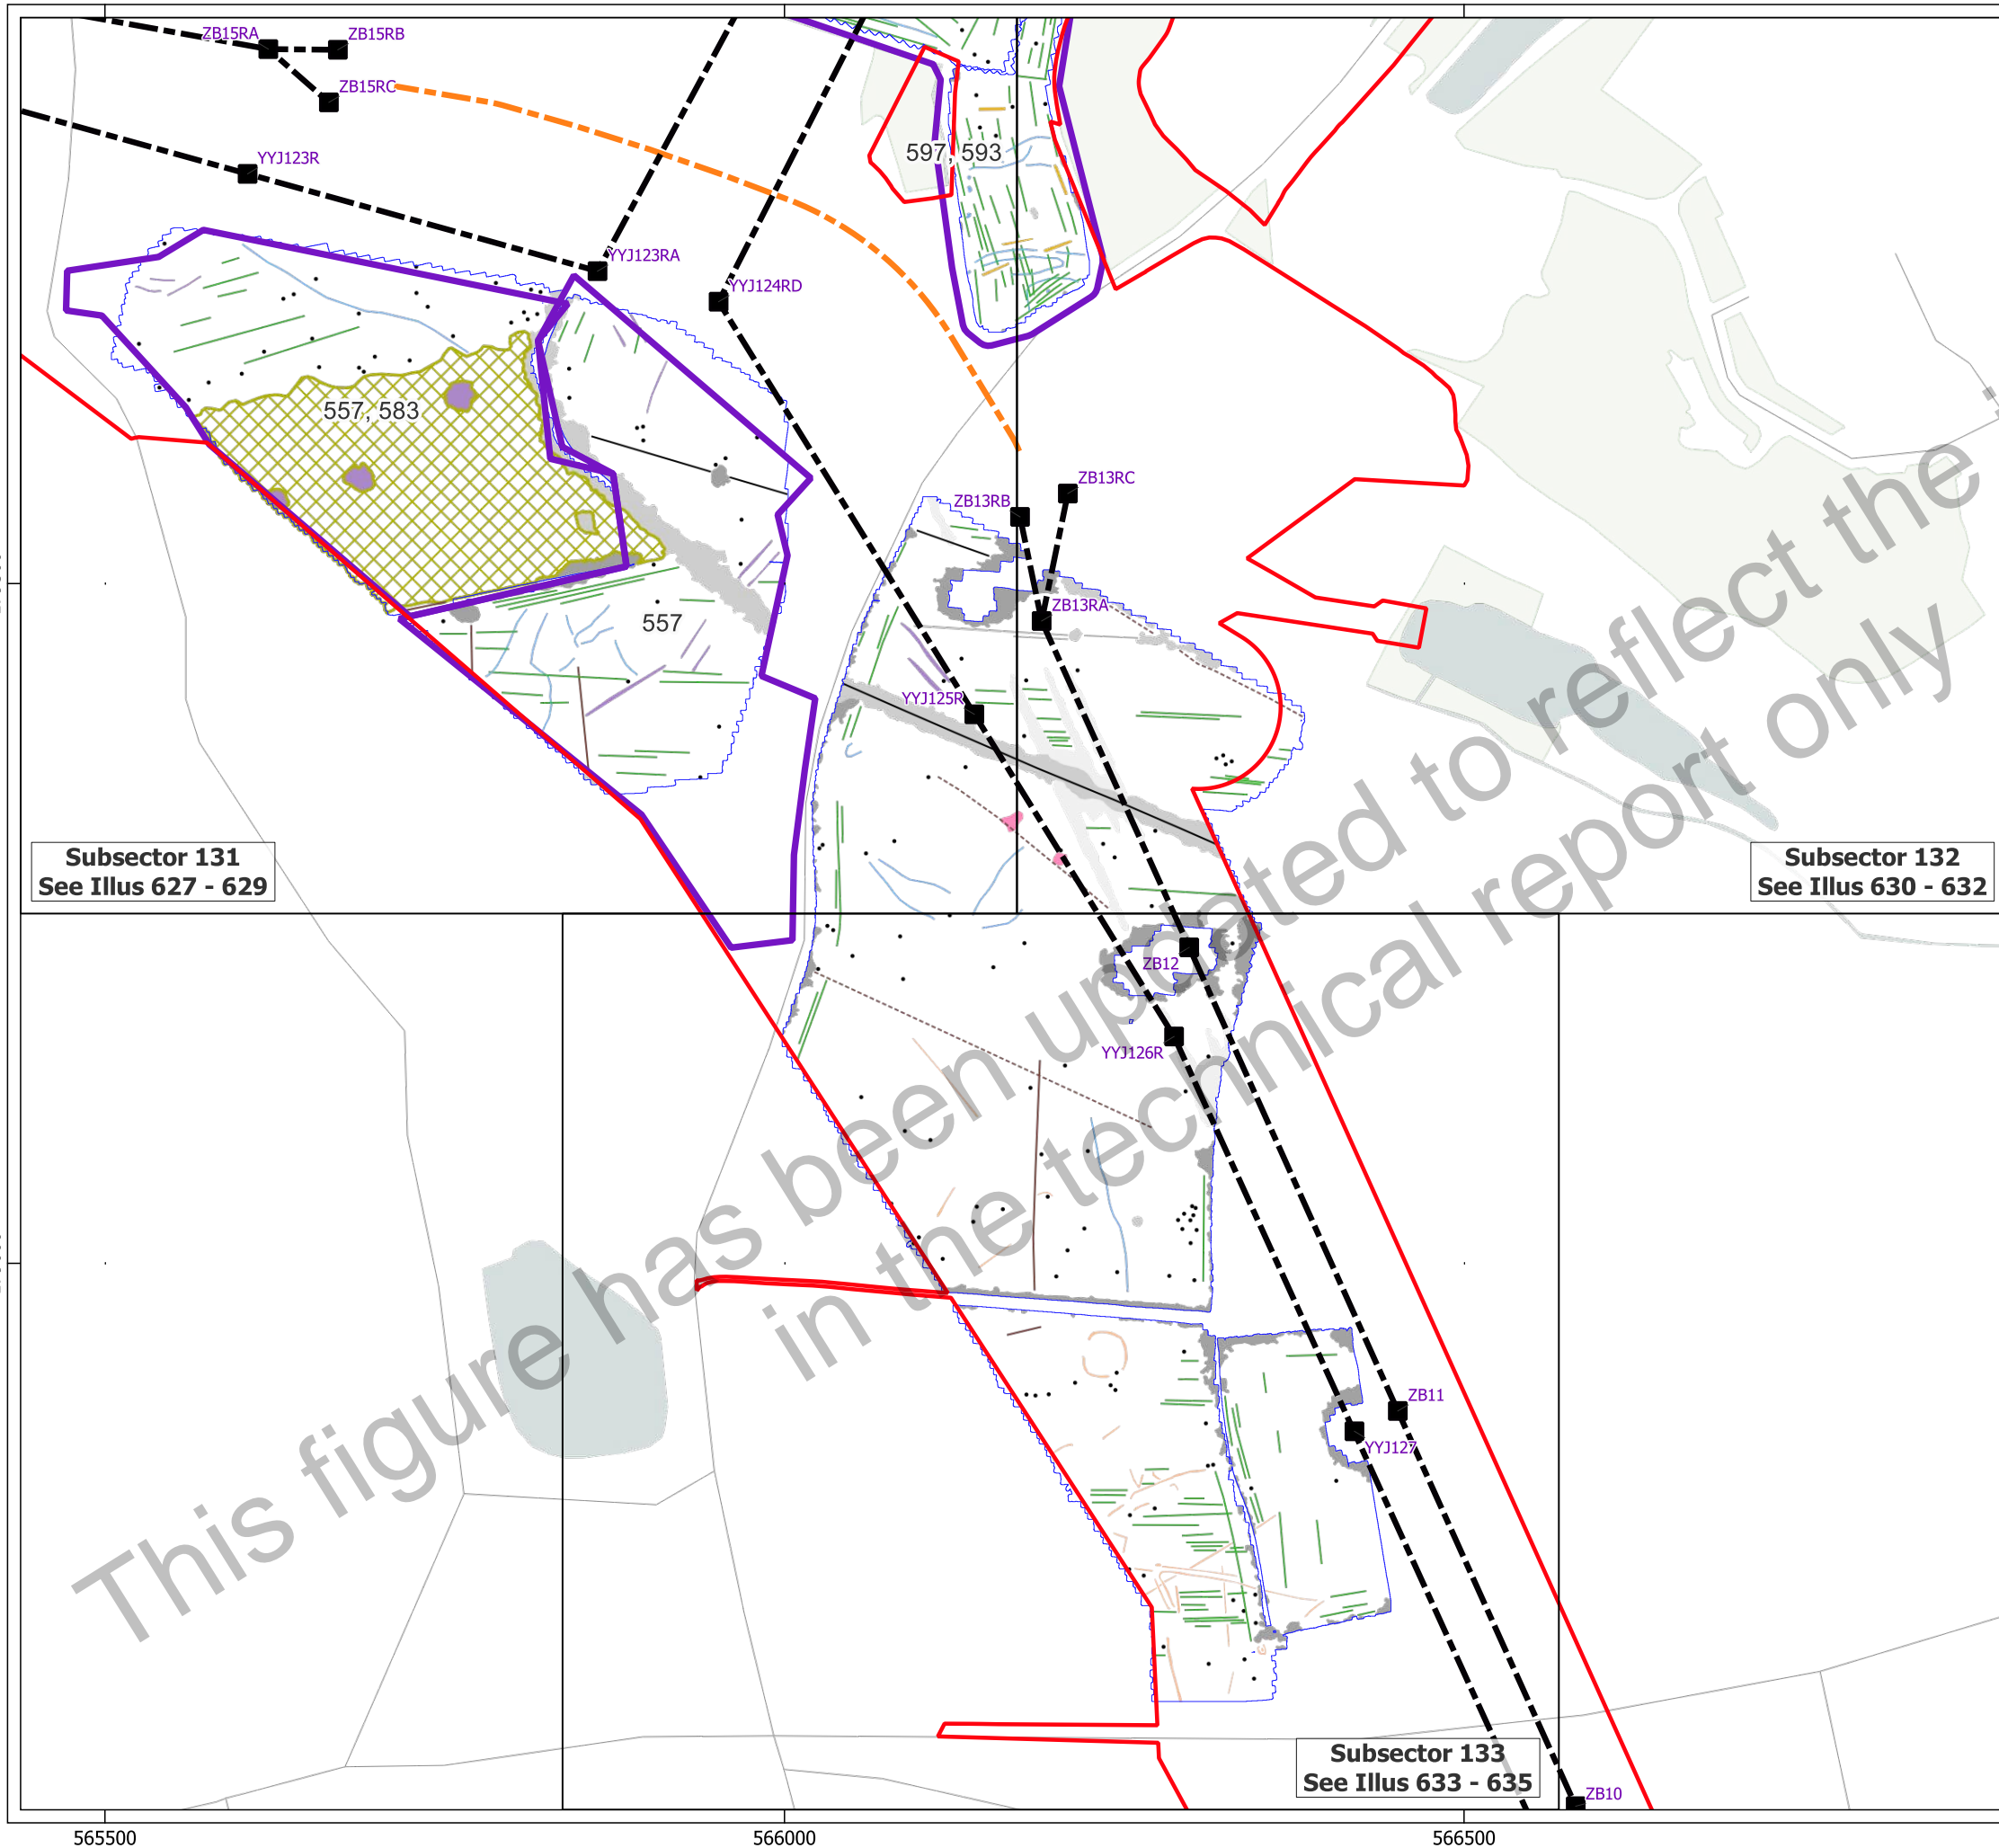 ZB15RA
ZB15RB
ZB15RC
YYJ123R
597, 593
YYJ123RA
YYJ124RD
557, 583
ZB13RC
ZB13RB
ZB13RA
557
YYJ125R
Subsector 131
See Illus 627 - 629
Subsector 132
See Illus 630 - 632
ZB12
YYJ126R
This figure has been updated to reflect the
in the technical report only
ZB11
YYJ127
Subsector 133
See Illus 633 - 635
ZB10
565500
566000
566500